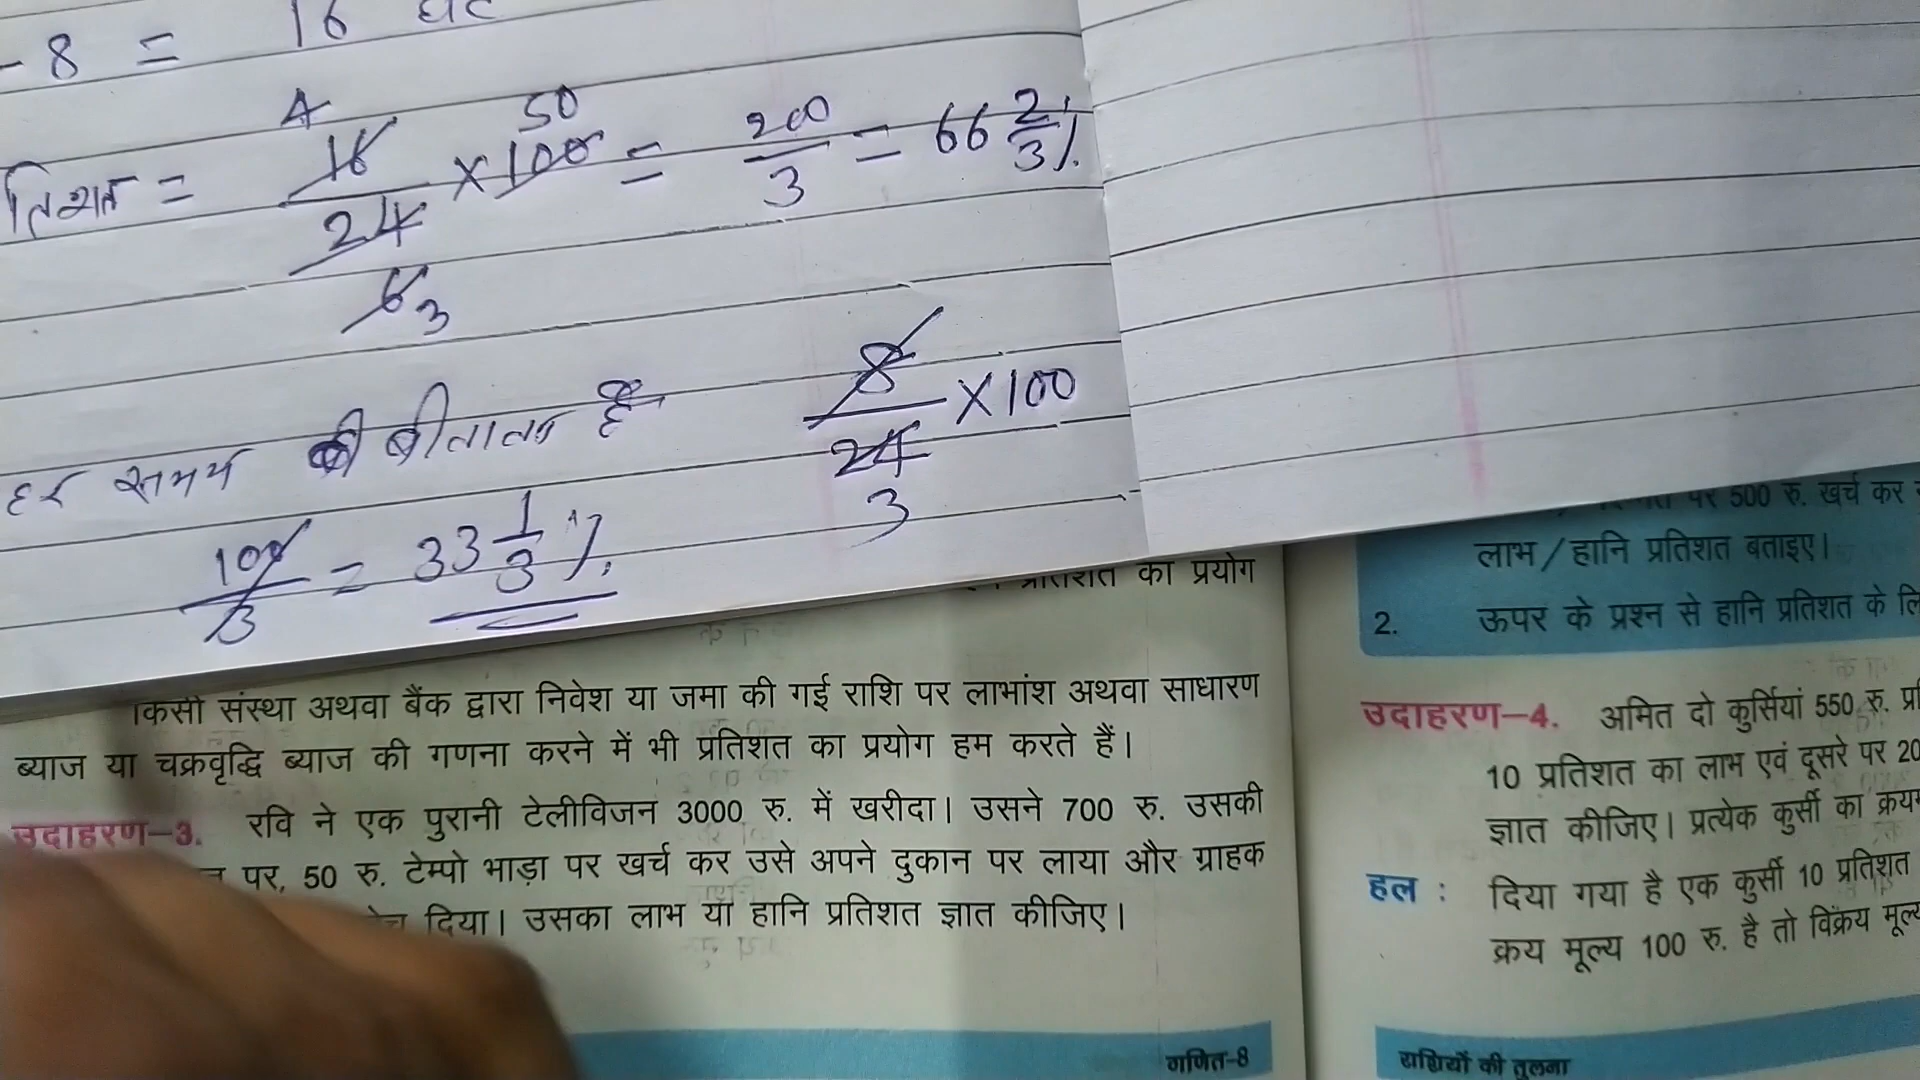 - 8 = 16
4 50
तिशत = 16/24 × 100 = 200/3 = 66 2/3 %
6 3
हर समय बीताता है 8/24 × 100
3
100/3 = 33 1/3 %
प्रतिशत का प्रयोग
किसी संस्था अथवा बैंक द्वारा निवेश या जमा की गई राशि पर लाभांश अथवा साधारण
ब्याज या चक्रवृद्धि ब्याज की गणना करने में भी प्रतिशत का प्रयोग हम करते हैं।
उदाहरण–3. रवि ने एक पुरानी टेलीविजन 3000 रु. में खरीदा। उसने 700 रु. उसकी
पर, 50 रु. टेम्पो भाड़ा पर खर्च कर उसे अपने दुकान पर लाया और ग्राहक
दिया। उसका लाभ या हानि प्रतिशत ज्ञात कीजिए।
गणित-8
पर 500 रु. खर्च कर
लाभ/हानि प्रतिशत बताइए।
2. ऊपर के प्रश्न से हानि प्रतिशत के लि
उदाहरण–4. अमित दो कुर्सियां 550 रु. प्र
10 प्रतिशत का लाभ एवं दूसरे पर 20
ज्ञात कीजिए। प्रत्येक कुर्सी का क्रय
हल : दिया गया है एक कुर्सी 10 प्रतिशत
क्रय मूल्य 100 रु. है तो विक्रय मूल्य
राशियों की तुलना